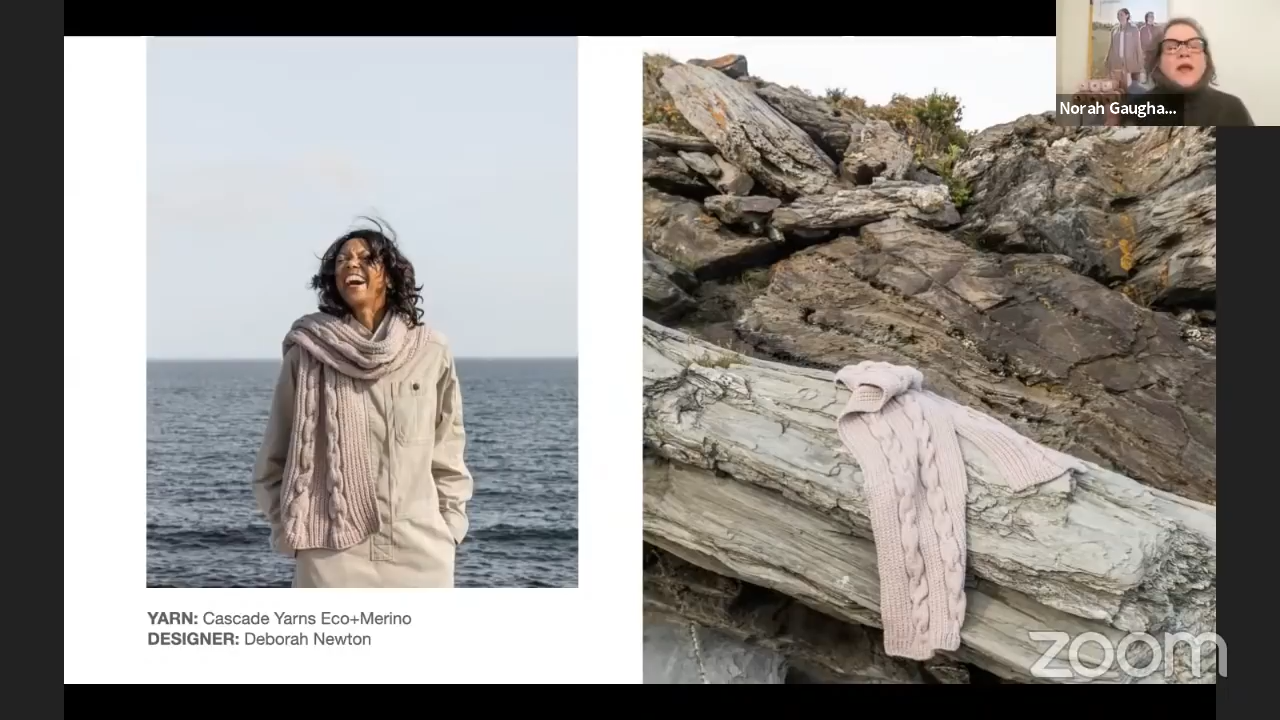 Norah Gaugha...
YARN: Cascade Yarns Eco+Merino
DESIGNER: Deborah Newton
zoom